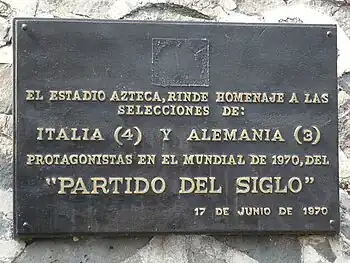 EL ESTADIO AZTECA, RINDE HOMENAJE A LAS
SELECCIONES DE:
ITALIA (4) Y ALEMANIA (3)
PROTAGONISTAS EN EL MUNDIAL DE 1970, DEL
"PARTIDO DEL SIGLO"
17 DE JUNIO DE 1970